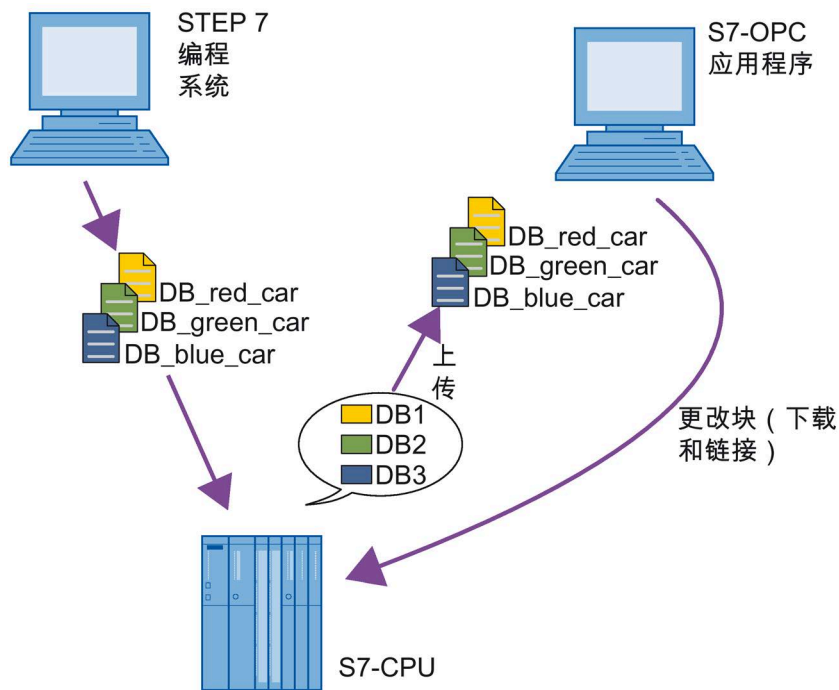 STEP 7
编程
系统
S7-OPC
应用程序
DB_red_car
DB_green_car
DB_blue_car
DB_red_car
DB_green_car
DB_blue_car
上
传
DB1
DB2
DB3
更改块（下载
和链接）
S7-CPU